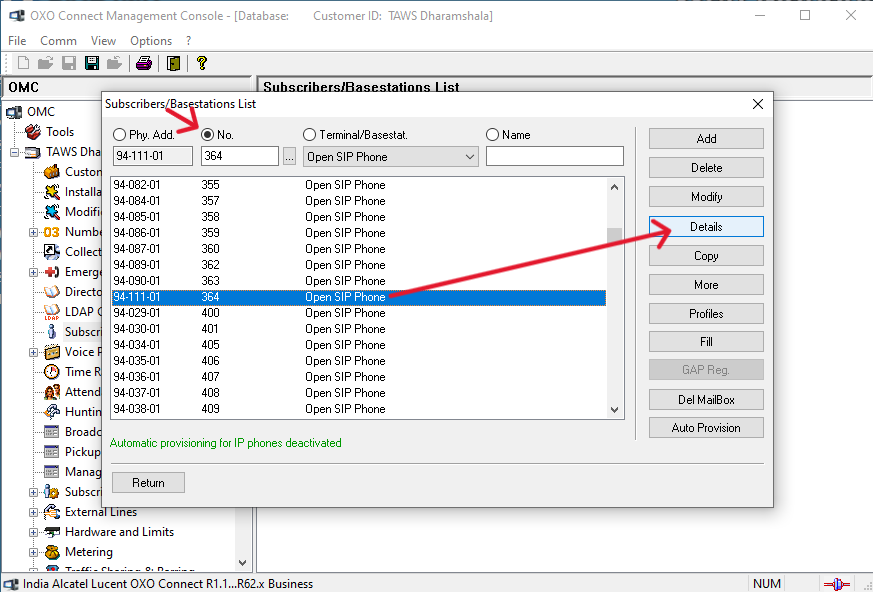 OXO Connect Management Console - [Database: Customer ID: TAWS Dharamshala]
File Comm View Options ?
OMC
Subscribers/Basestations List
OMC
Tools
TAWS Dha
Custon
Installa
Modifi
Numbe
Collect
Emerge
Directo
LDAP C
Subscri
Voice P
Time R
Attend
Huntin
Broadc
Pickup
Manag
Subscri
External Lines
Hardware and Limits
Metering
Traffic Sharing & Barring
Subscribers/Basestations List
Phy. Add. No. Terminal/Basestat. Name
94-111-01 364 ... Open SIP Phone
94-082-01 355 Open SIP Phone
94-084-01 357 Open SIP Phone
94-085-01 358 Open SIP Phone
94-086-01 359 Open SIP Phone
94-087-01 360 Open SIP Phone
94-089-01 362 Open SIP Phone
94-090-01 363 Open SIP Phone
94-111-01 364 Open SIP Phone
94-029-01 400 Open SIP Phone
94-030-01 401 Open SIP Phone
94-034-01 405 Open SIP Phone
94-035-01 406 Open SIP Phone
94-036-01 407 Open SIP Phone
94-037-01 408 Open SIP Phone
94-038-01 409 Open SIP Phone
Automatic provisioning for IP phones deactivated
Return
Add
Delete
Modify
Details
Copy
More
Profiles
Fill
GAP Reg.
Del MailBox
Auto Provision
India Alcatel Lucent OXO Connect R1.1...R62.x Business NUM